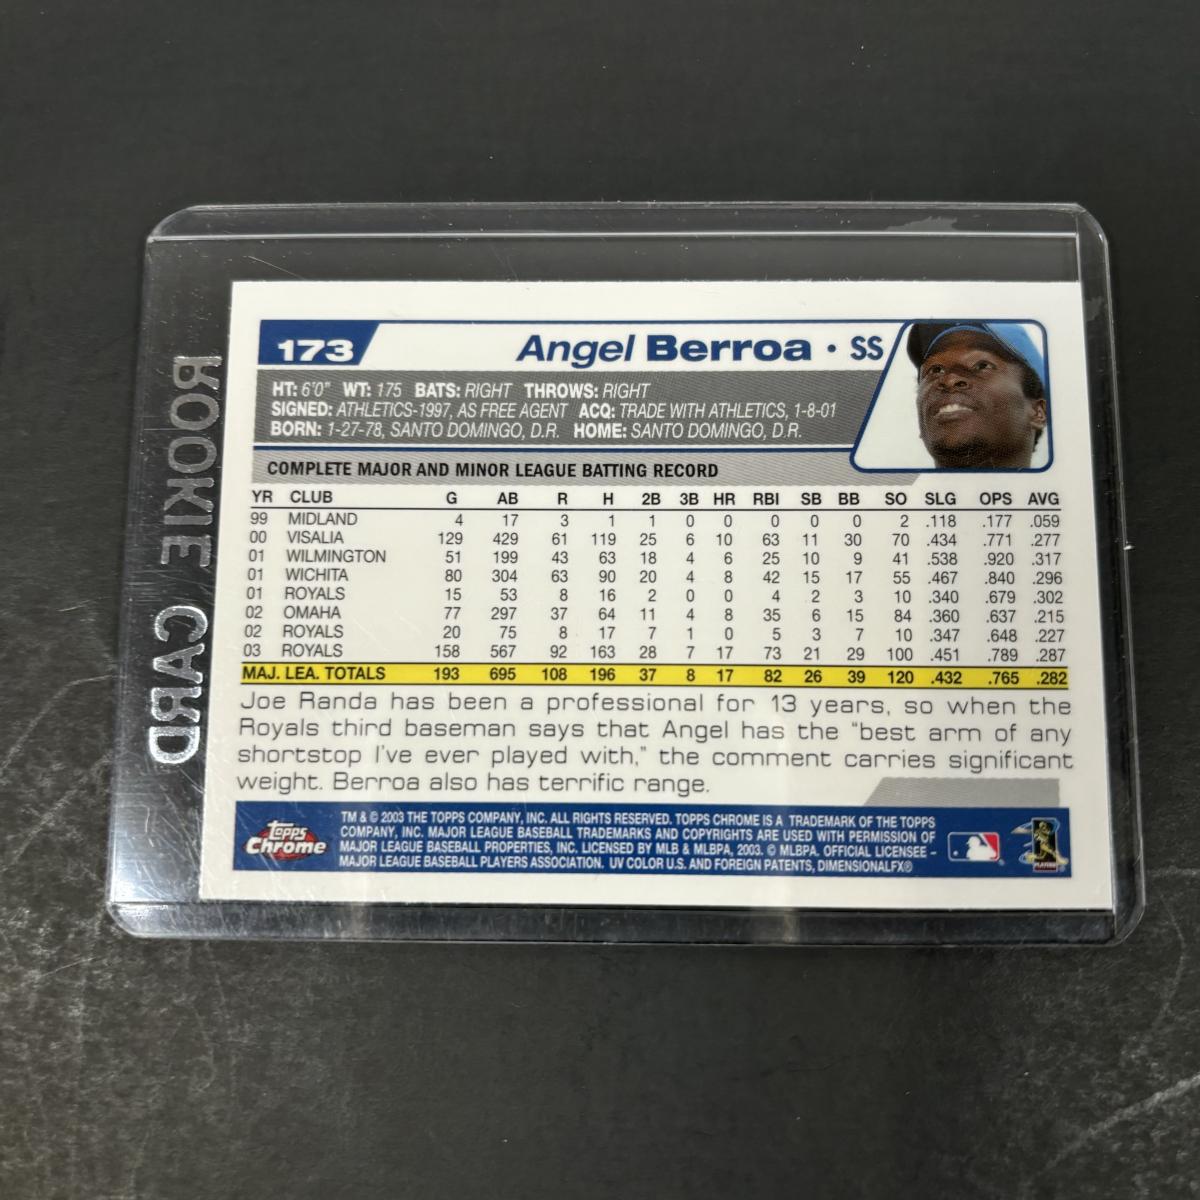 173 Angel Berroa • SS
HT: 6'0" WT: 175 BATS: RIGHT THROWS: RIGHT
SIGNED: ATHLETICS-1997, AS FREE AGENT ACQ: TRADE WITH ATHLETICS, 1-8-01
BORN: 1-27-78, SANTO DOMINGO, D.R. HOME: SANTO DOMINGO, D.R.
COMPLETE MAJOR AND MINOR LEAGUE BATTING RECORD
YR CLUB G AB R H 2B 3B HR RBI SB BB SO SLG OPS AVG
99 MIDLAND 4 17 3 1 1 0 0 0 0 0 2 .118 .177 .059
00 VISALIA 129 429 61 119 25 6 10 63 11 30 70 .434 .771 .277
01 WILMINGTON 51 199 43 63 18 4 6 25 10 9 41 .538 .920 .317
01 WICHITA 80 304 63 90 20 4 8 42 15 17 55 .467 .840 .296
01 ROYALS 15 53 8 16 2 0 0 4 2 3 10 .340 .679 .302
02 OMAHA 77 297 37 64 11 4 8 35 6 15 84 .360 .637 .215
02 ROYALS 20 75 8 17 7 1 0 5 3 7 10 .347 .648 .227
03 ROYALS 158 567 92 163 28 7 17 73 21 29 100 .451 .789 .287
MAJ. LEA. TOTALS 193 695 108 196 37 8 17 82 26 39 120 .432 .765 .282
Joe Randa has been a professional for 13 years, so when the
Royals third baseman says that Angel has the "best arm of any
shortstop I've ever played with," the comment carries significant
weight. Berroa also has terrific range.
Topps
Chrome
TM & © 2003 THE TOPPS COMPANY, INC. ALL RIGHTS RESERVED. TOPPS CHROME IS A TRADEMARK OF THE TOPPS
COMPANY, INC. MAJOR LEAGUE BASEBALL TRADEMARKS AND COPYRIGHTS ARE USED WITH PERMISSION OF
MAJOR LEAGUE BASEBALL PROPERTIES, INC. LICENSED BY MLB & MLBPA, 2003. © MLBPA. OFFICIAL LICENSEE –
MAJOR LEAGUE BASEBALL PLAYERS ASSOCIATION. UV COLOR U.S. AND FOREIGN PATENTS, DIMENSIONALFX®
ROOKIE CARD